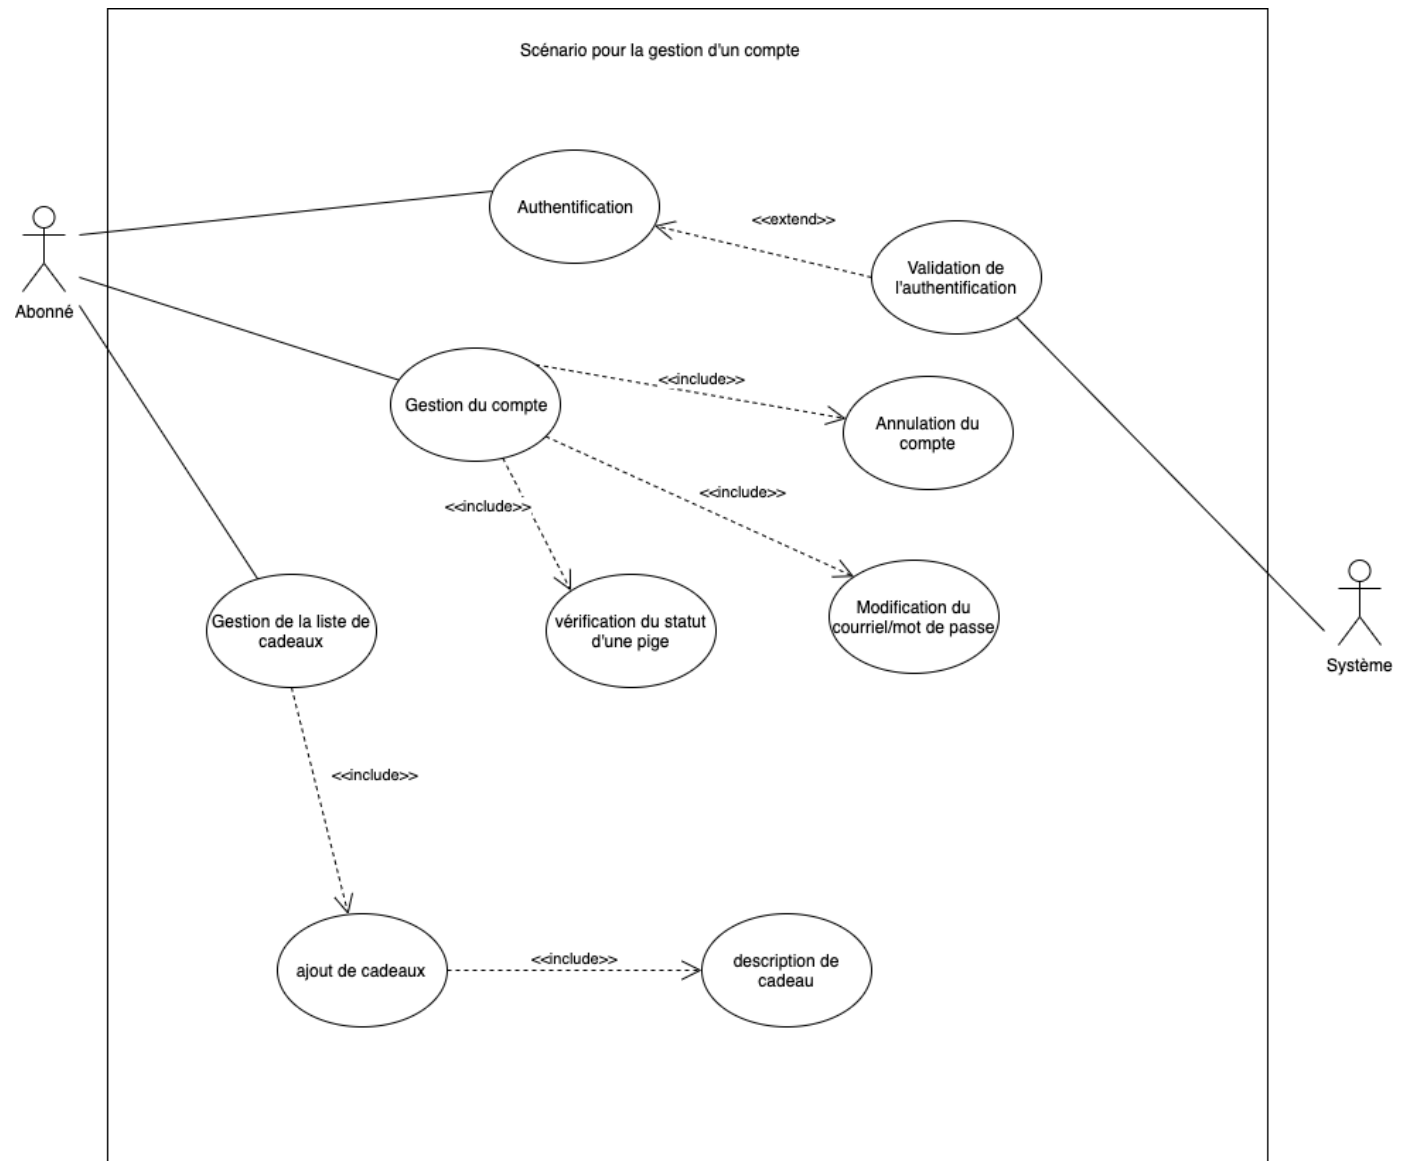 Scénario pour la gestion d'un compte
Authentification
<<extend>>
Validation de
l'authentification
Abonné
<<include>>
Gestion du compte
Annulation du
compte
<<include>>
<<include>>
Gestion de la liste de
cadeaux
vérification du statut
d'une pige
Modification du
courriel/mot de passe
Système
<<include>>
ajout de cadeaux
<<include>>
description de
cadeau